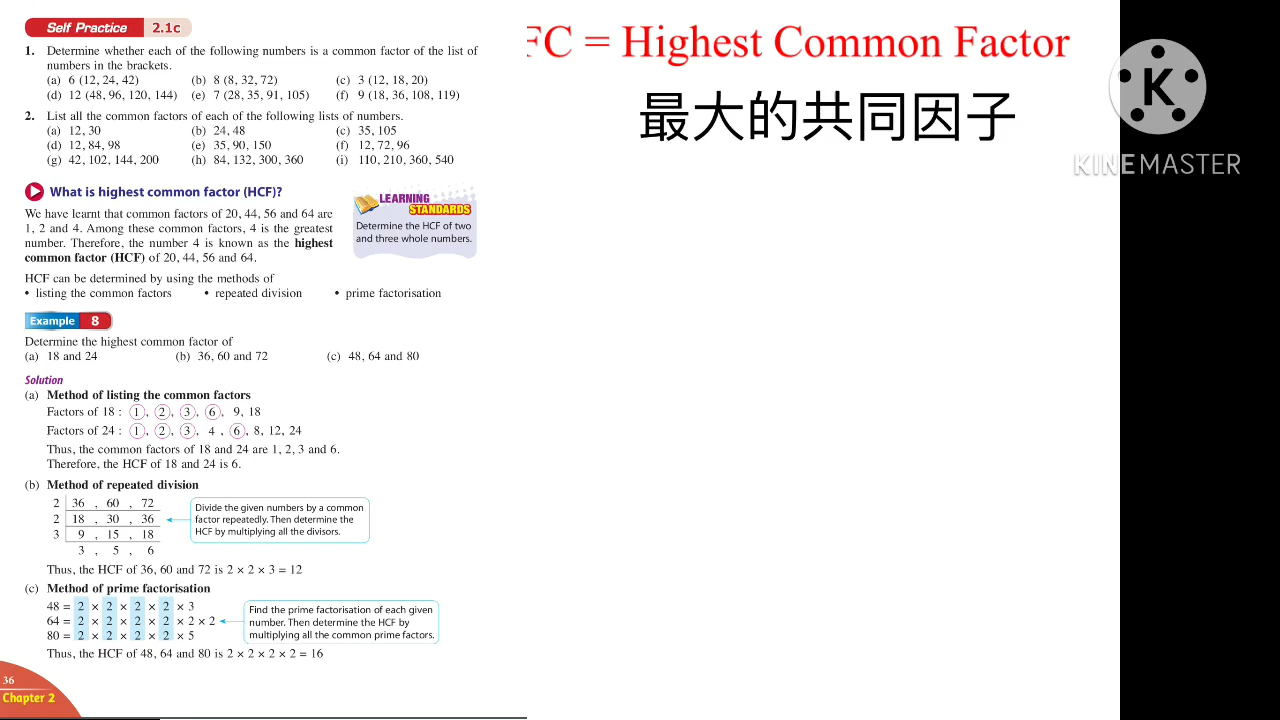 Self Practice 2.1c
1. Determine whether each of the following numbers is a common factor of the list of
numbers in the brackets.
(a) 6 (12, 24, 42) (b) 8 (8, 32, 72) (c) 3 (12, 18, 20)
(d) 12 (48, 96, 120, 144) (e) 7 (28, 35, 91, 105) (f) 9 (18, 36, 108, 119)
2. List all the common factors of each of the following lists of numbers.
(a) 12, 30 (b) 24, 48 (c) 35, 105
(d) 12, 84, 98 (e) 35, 90, 150 (f) 12, 72, 96
(g) 42, 102, 144, 200 (h) 84, 132, 300, 360 (i) 110, 210, 360, 540
What is highest common factor (HCF)?
We have learnt that common factors of 20, 44, 56 and 64 are
1, 2 and 4. Among these common factors, 4 is the greatest
number. Therefore, the number 4 is known as the highest
common factor (HCF) of 20, 44, 56 and 64.
LEARNING
STANDARDS
Determine the HCF of two
and three whole numbers.
HCF can be determined by using the methods of
• listing the common factors • repeated division • prime factorisation
Example 8
Determine the highest common factor of
(a) 18 and 24 (b) 36, 60 and 72 (c) 48, 64 and 80
Solution
(a) Method of listing the common factors
Factors of 18 : 1, 2, 3, 6, 9, 18
Factors of 24 : 1, 2, 3, 4 , 6, 8, 12, 24
Thus, the common factors of 18 and 24 are 1, 2, 3 and 6.
Therefore, the HCF of 18 and 24 is 6.
(b) Method of repeated division
2 36 , 60 , 72
2 18 , 30 , 36
3 9 , 15 , 18
3 , 5 , 6
Divide the given numbers by a common
factor repeatedly. Then determine the
HCF by multiplying all the divisors.
Thus, the HCF of 36, 60 and 72 is 2 × 2 × 3 = 12
(c) Method of prime factorisation
48 = 2 × 2 × 2 × 2 × 3
64 = 2 × 2 × 2 × 2 × 2 × 2
80 = 2 × 2 × 2 × 2 × 5
Find the prime factorisation of each given
number. Then determine the HCF by
multiplying all the common prime factors.
Thus, the HCF of 48, 64 and 80 is 2 × 2 × 2 × 2 = 16
36
Chapter 2
FC = Highest Common Factor
最大的共同因子
K
KINEMASTER